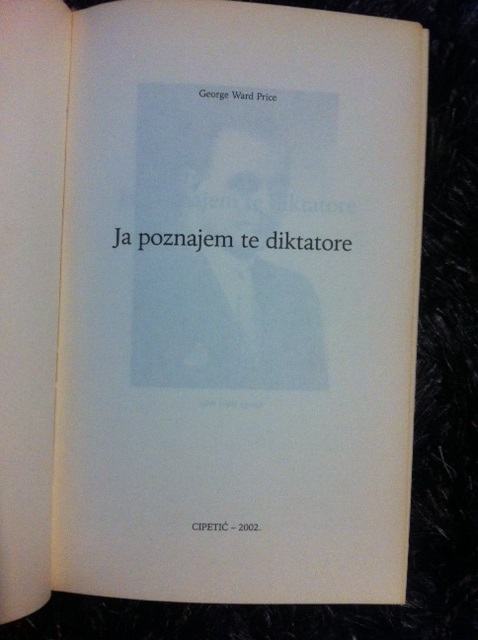 George Ward Price
Ja poznajem te diktatore
CIPETIĆ – 2002.